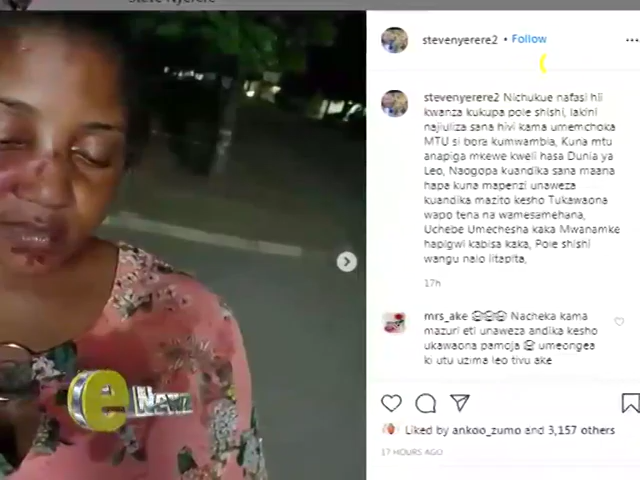 Steve Nyerere
stevenyerere2 • Follow
stevenyerere2 Nichukue nafasi hii
kwanza kukupa pole shishi, lakini
najiuliza sana hivi kama umemchoka
MTU si bora kumwambia, Kuna mtu
anapiga mkewe kweli hasa Dunia ya
Leo, Naogopa kuandika sana maana
hapa kuna mapenzi unaweza
kuandika mazito kesho Tukawaona
wapo tena na wamesamehana,
Uchebe Umechesha kaka Mwanamke
hapigwi kabisa kaka, Pole shishi
wangu nalo litapita,
17h
mrs_ake 😂😂😂 Nacheka kama
mazuri eti unaweza andika kesho
ukawaona pamoja 😂 umeongea
ki utu uzima leo tivu ake
Liked by ankoo_zumo and 3,157 others
17 HOURS AGO
e NEWZ